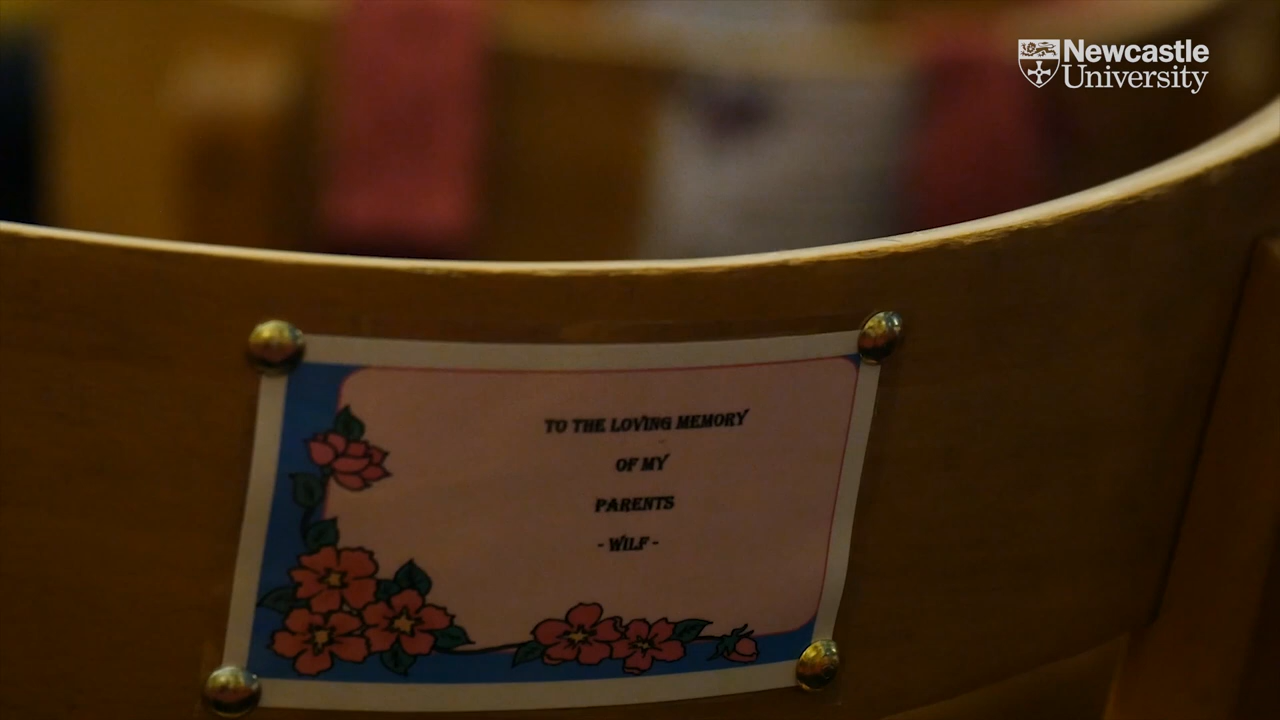 Newcastle
University
TO THE LOVING MEMORY
OF MY
PARENTS
- WILF -